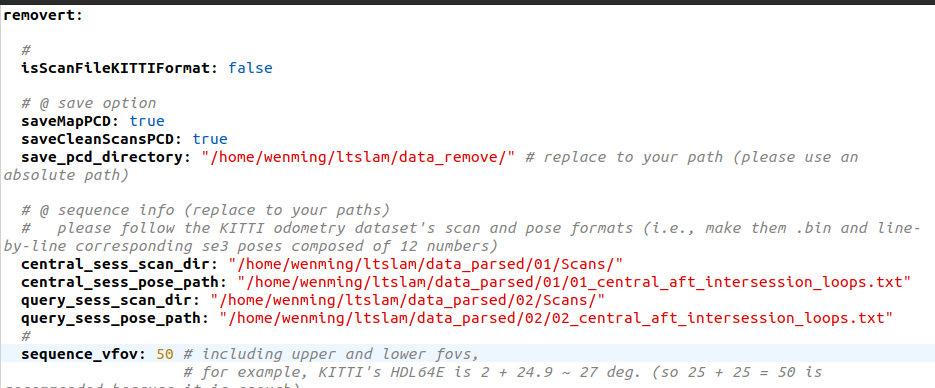 removert:
#
isScanFileKITTIFormat: false
# @ save option
saveMapPCD: true
saveCleanScansPCD: true
save_pcd_directory: "/home/wenming/ltslam/data_remove/" # replace to your path (please use an
absolute path)
# @ sequence info (replace to your paths)
#   please follow the KITTI odometry dataset's scan and pose formats (i.e., make them .bin and line-
by-line corresponding se3 poses composed of 12 numbers)
central_sess_scan_dir: "/home/wenming/ltslam/data_parsed/01/Scans/"
central_sess_pose_path: "/home/wenming/ltslam/data_parsed/01/01_central_aft_intersession_loops.txt"
query_sess_scan_dir: "/home/wenming/ltslam/data_parsed/02/Scans/"
query_sess_pose_path: "/home/wenming/ltslam/data_parsed/02/02_central_aft_intersession_loops.txt"
#
sequence_vfov: 50 # including upper and lower fovs,
# for example, KITTI's HDL64E is 2 + 24.9 ~ 27 deg. (so 25 + 25 = 50 is